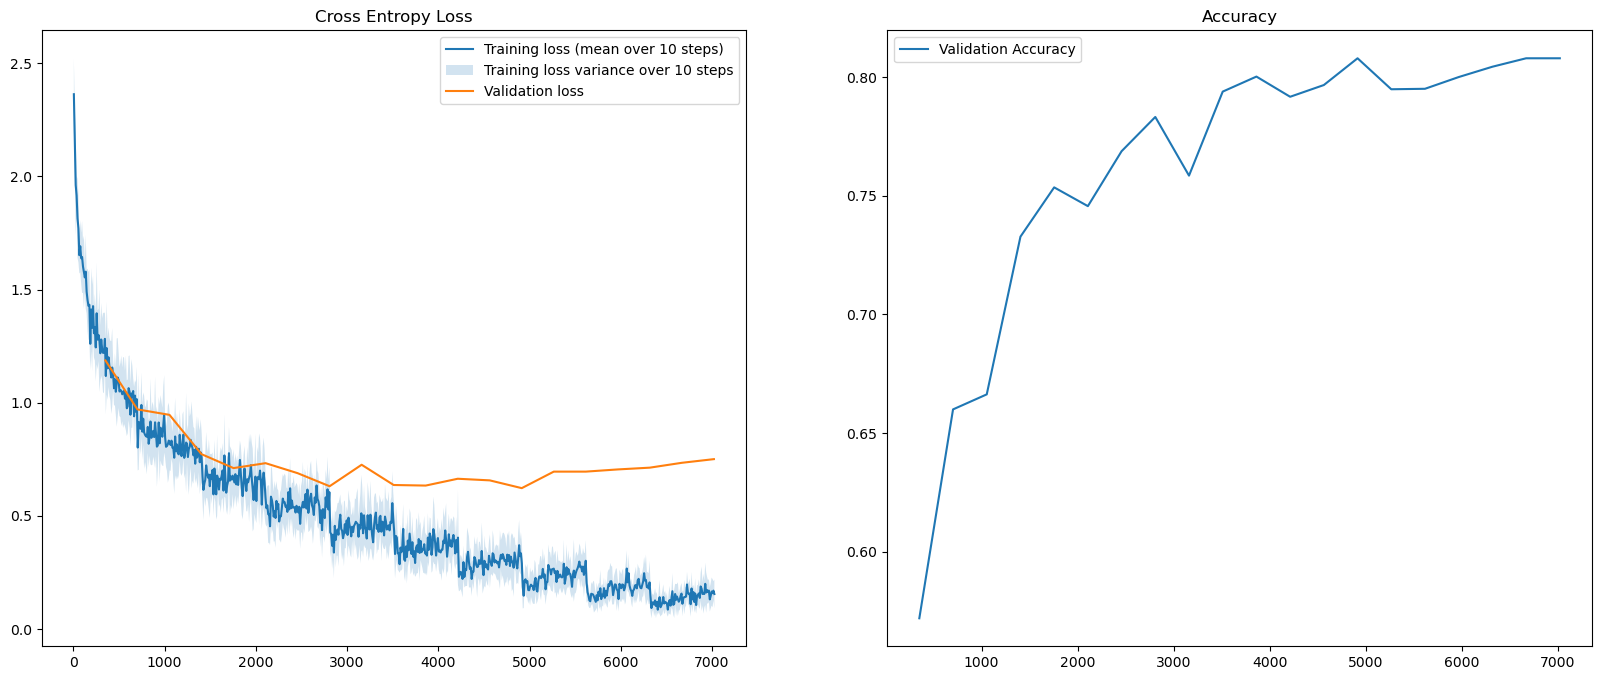 Cross Entropy Loss
Training loss (mean over 10 steps)
Training loss variance over 10 steps
Validation loss
2.5
2.0
1.5
1.0
0.5
0.0
0 1000 2000 3000 4000 5000 6000 7000
Accuracy
Validation Accuracy
0.80
0.75
0.70
0.65
0.60
1000 2000 3000 4000 5000 6000 7000